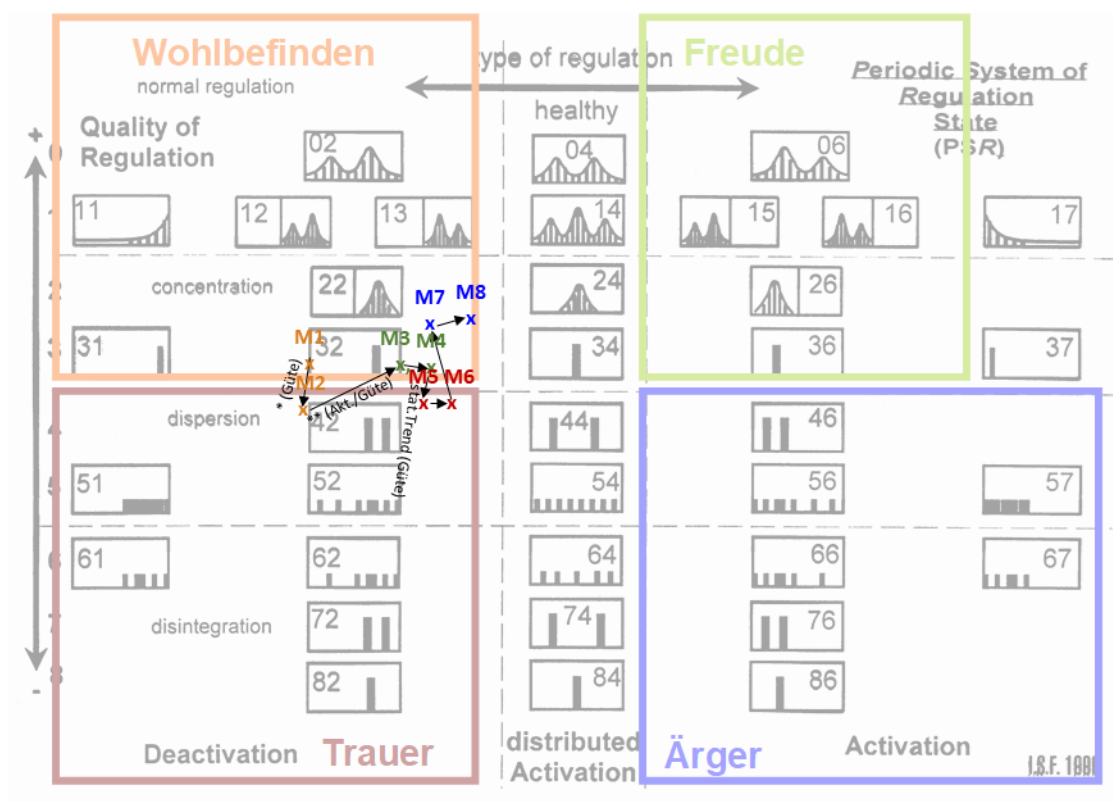 Wohlbefinden
type of regulation
Freude
normal regulation
Periodic System of
Regulation
State
(PSR)
healthy
Quality of
Regulation
+
0
02
04
06
1
11
12
13
14
15
16
17
2
concentration
22
24
26
M7
M8
3
31
M1
32
M3
M4
34
36
37
M2
M5
M6
* (Güte)
** (Akt./Güte)
stat.Trend (Güte)
dispersion
4
42
44
46
5
51
52
54
56
57
6
61
62
64
66
67
7
disintegration
72
74
76
8
-
82
84
86
Deactivation
Trauer
distributed
Activation
Ärger
Activation